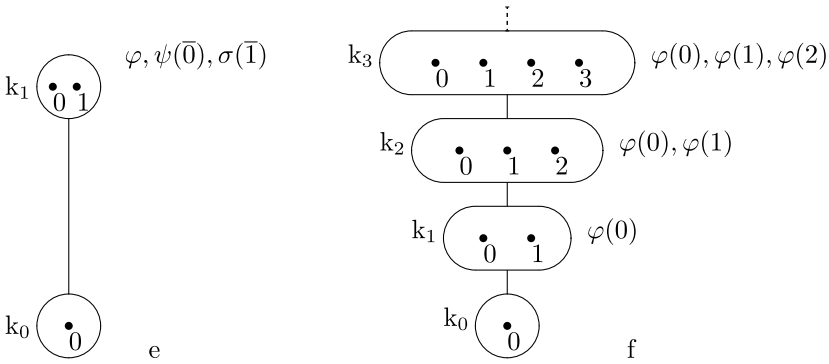 k₁ 0 1 φ, ψ(0̅), σ(1̅)
k₀ 0
e
k₃ 0 1 2 3 φ(0), φ(1), φ(2)
k₂ 0 1 2 φ(0), φ(1)
k₁ 0 1 φ(0)
k₀ 0
f